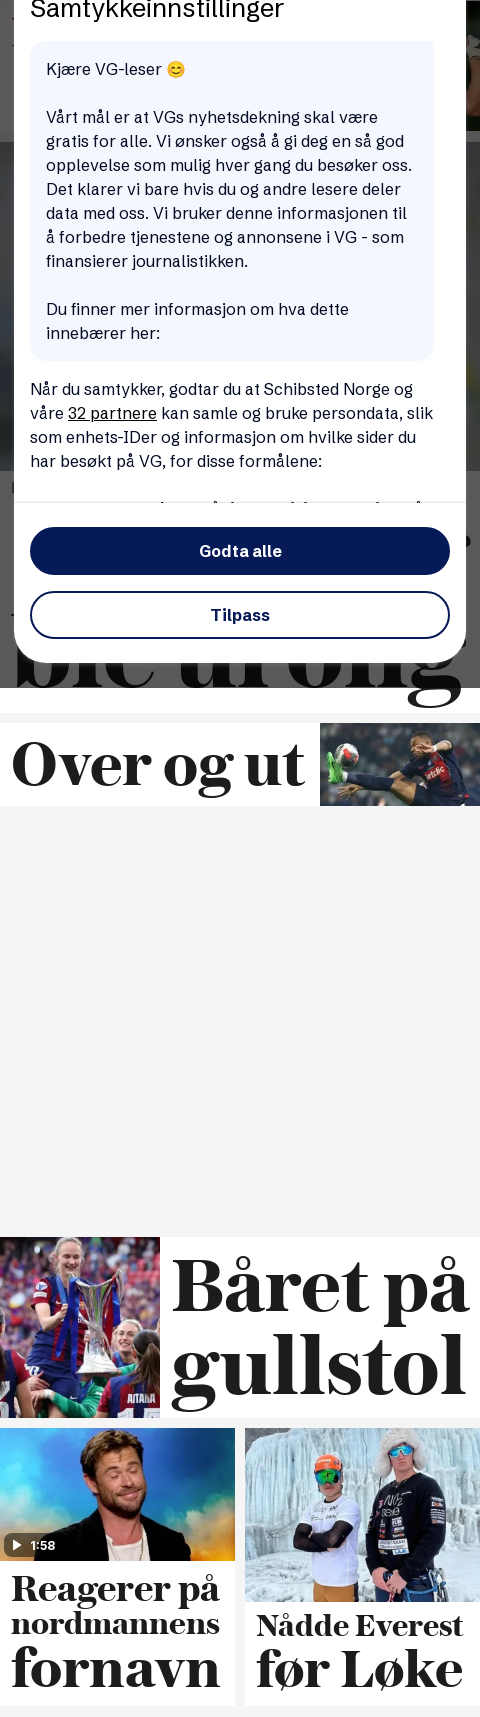 Samtykkeinnstillinger
Kjære VG-leser 😊
Vårt mål er at VGs nyhetsdekning skal være
gratis for alle. Vi ønsker også å gi deg en så god
opplevelse som mulig hver gang du besøker oss.
Det klarer vi bare hvis du og andre lesere deler
data med oss. Vi bruker denne informasjonen til
å forbedre tjenestene og annonsene i VG - som
finansierer journalistikken.
Du finner mer informasjon om hva dette
innebærer her:
Når du samtykker, godtar du at Schibsted Norge og
våre 32 partnere kan samle og bruke persondata, slik
som enhets-IDer og informasjon om hvilke sider du
har besøkt på VG, for disse formålene:
Godta alle
Tilpass
Over og ut
Båret på
gullstol
AITANA
1:58
Reagerer på
nordmannens
fornavn
Nådde Everest
før Løke